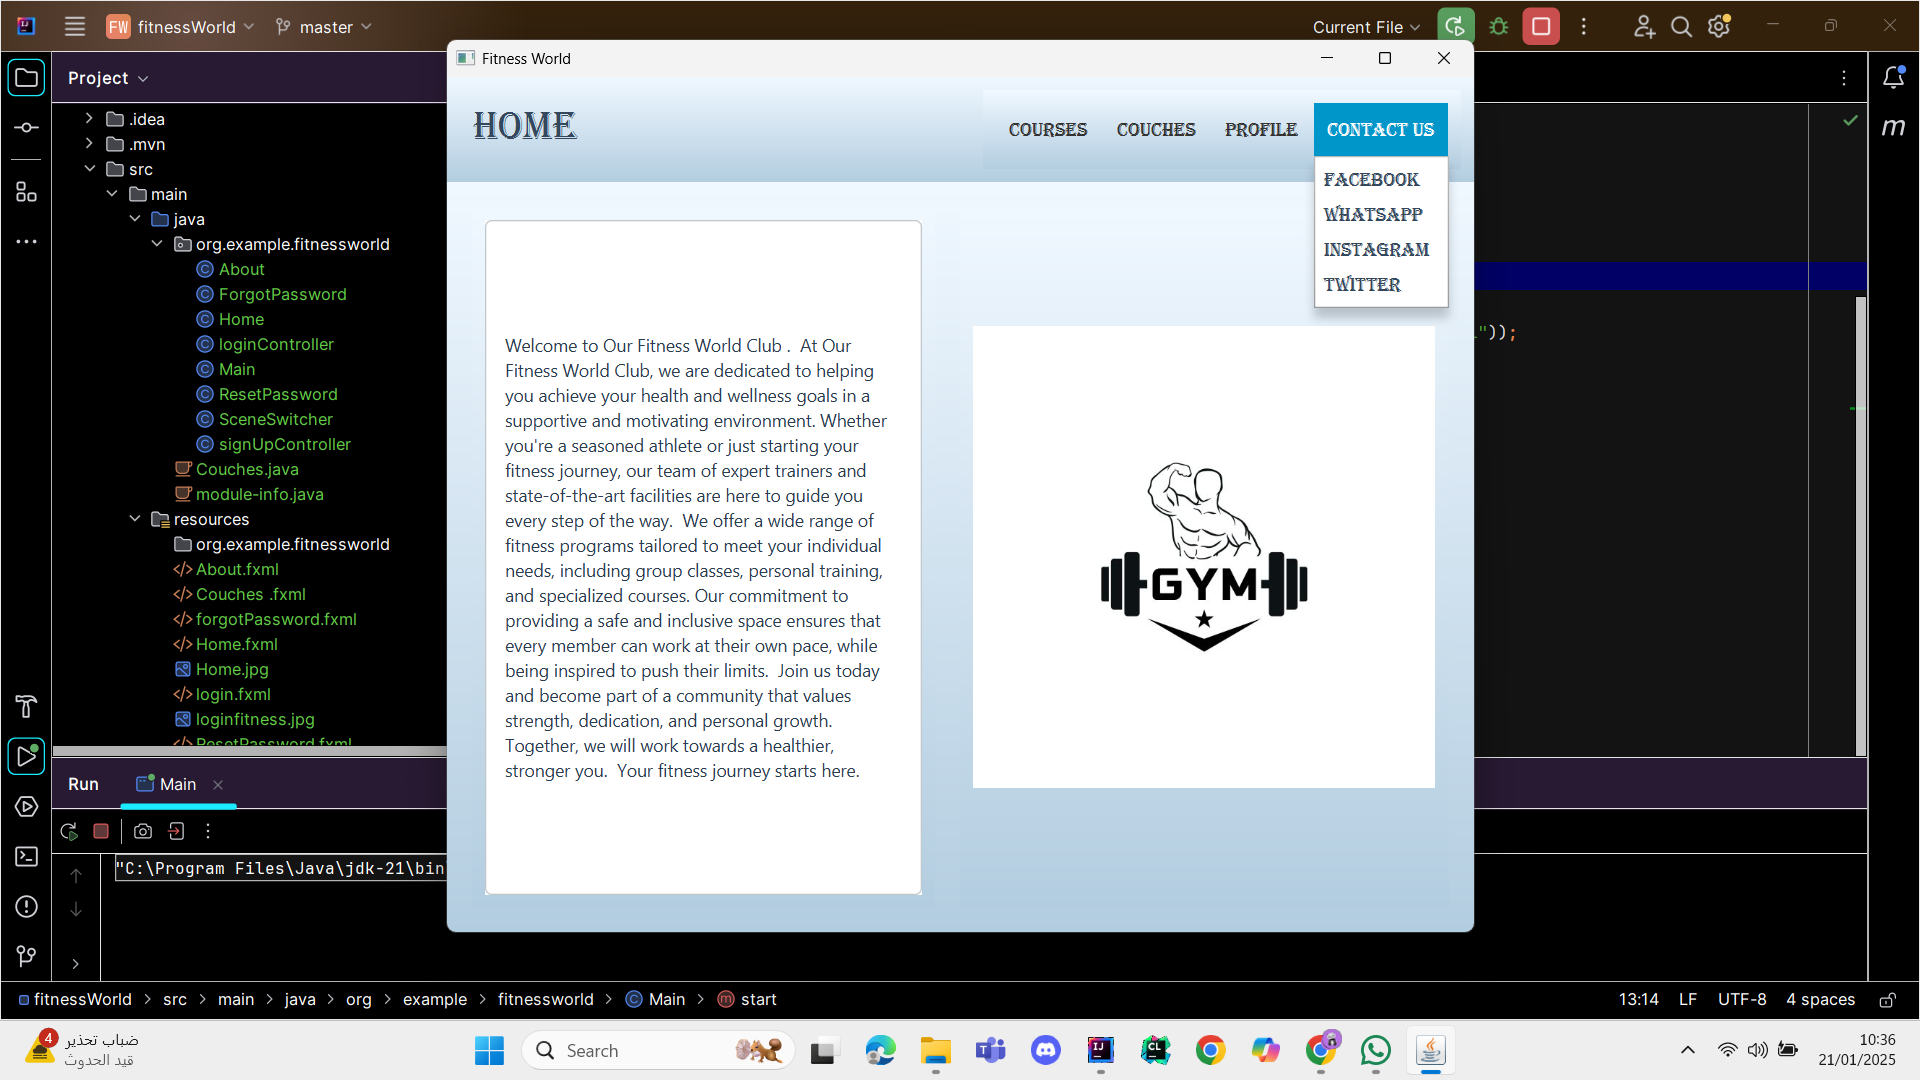 FW fitnessWorld master Current File
Project
.idea
.mvn
src
main
java
org.example.fitnessworld
About
ForgotPassword
Home
loginController
Main
ResetPassword
SceneSwitcher
signUpController
Couches.java
module-info.java
resources
org.example.fitnessworld
About.fxml
Couches .fxml
forgotPassword.fxml
Home.fxml
Home.jpg
login.fxml
loginfitness.jpg
ResetPassword.fxml
Fitness World
HOME
COURSES COUCHES PROFILE CONTACT US
FACEBOOK
WHATSAPP
INSTAGRAM
TWITTER
Welcome to Our Fitness World Club .  At Our
Fitness World Club, we are dedicated to helping
you achieve your health and wellness goals in a
supportive and motivating environment. Whether
you're a seasoned athlete or just starting your
fitness journey, our team of expert trainers and
state-of-the-art facilities are here to guide you
every step of the way.  We offer a wide range of
fitness programs tailored to meet your individual
needs, including group classes, personal training,
and specialized courses. Our commitment to
providing a safe and inclusive space ensures that
every member can work at their own pace, while
being inspired to push their limits.  Join us today
and become part of a community that values
strength, dedication, and personal growth.
Together, we will work towards a healthier,
stronger you.  Your fitness journey starts here.
GYM
"));
m
Run Main
"C:\Program Files\Java\jdk-21\bin
fitnessWorld > src > main > java > org > example > fitnessworld > Main > start
13:14 LF UTF-8 4 spaces
4
ضباب تحذير
قيد الحدوث
Search
10:36
21/01/2025